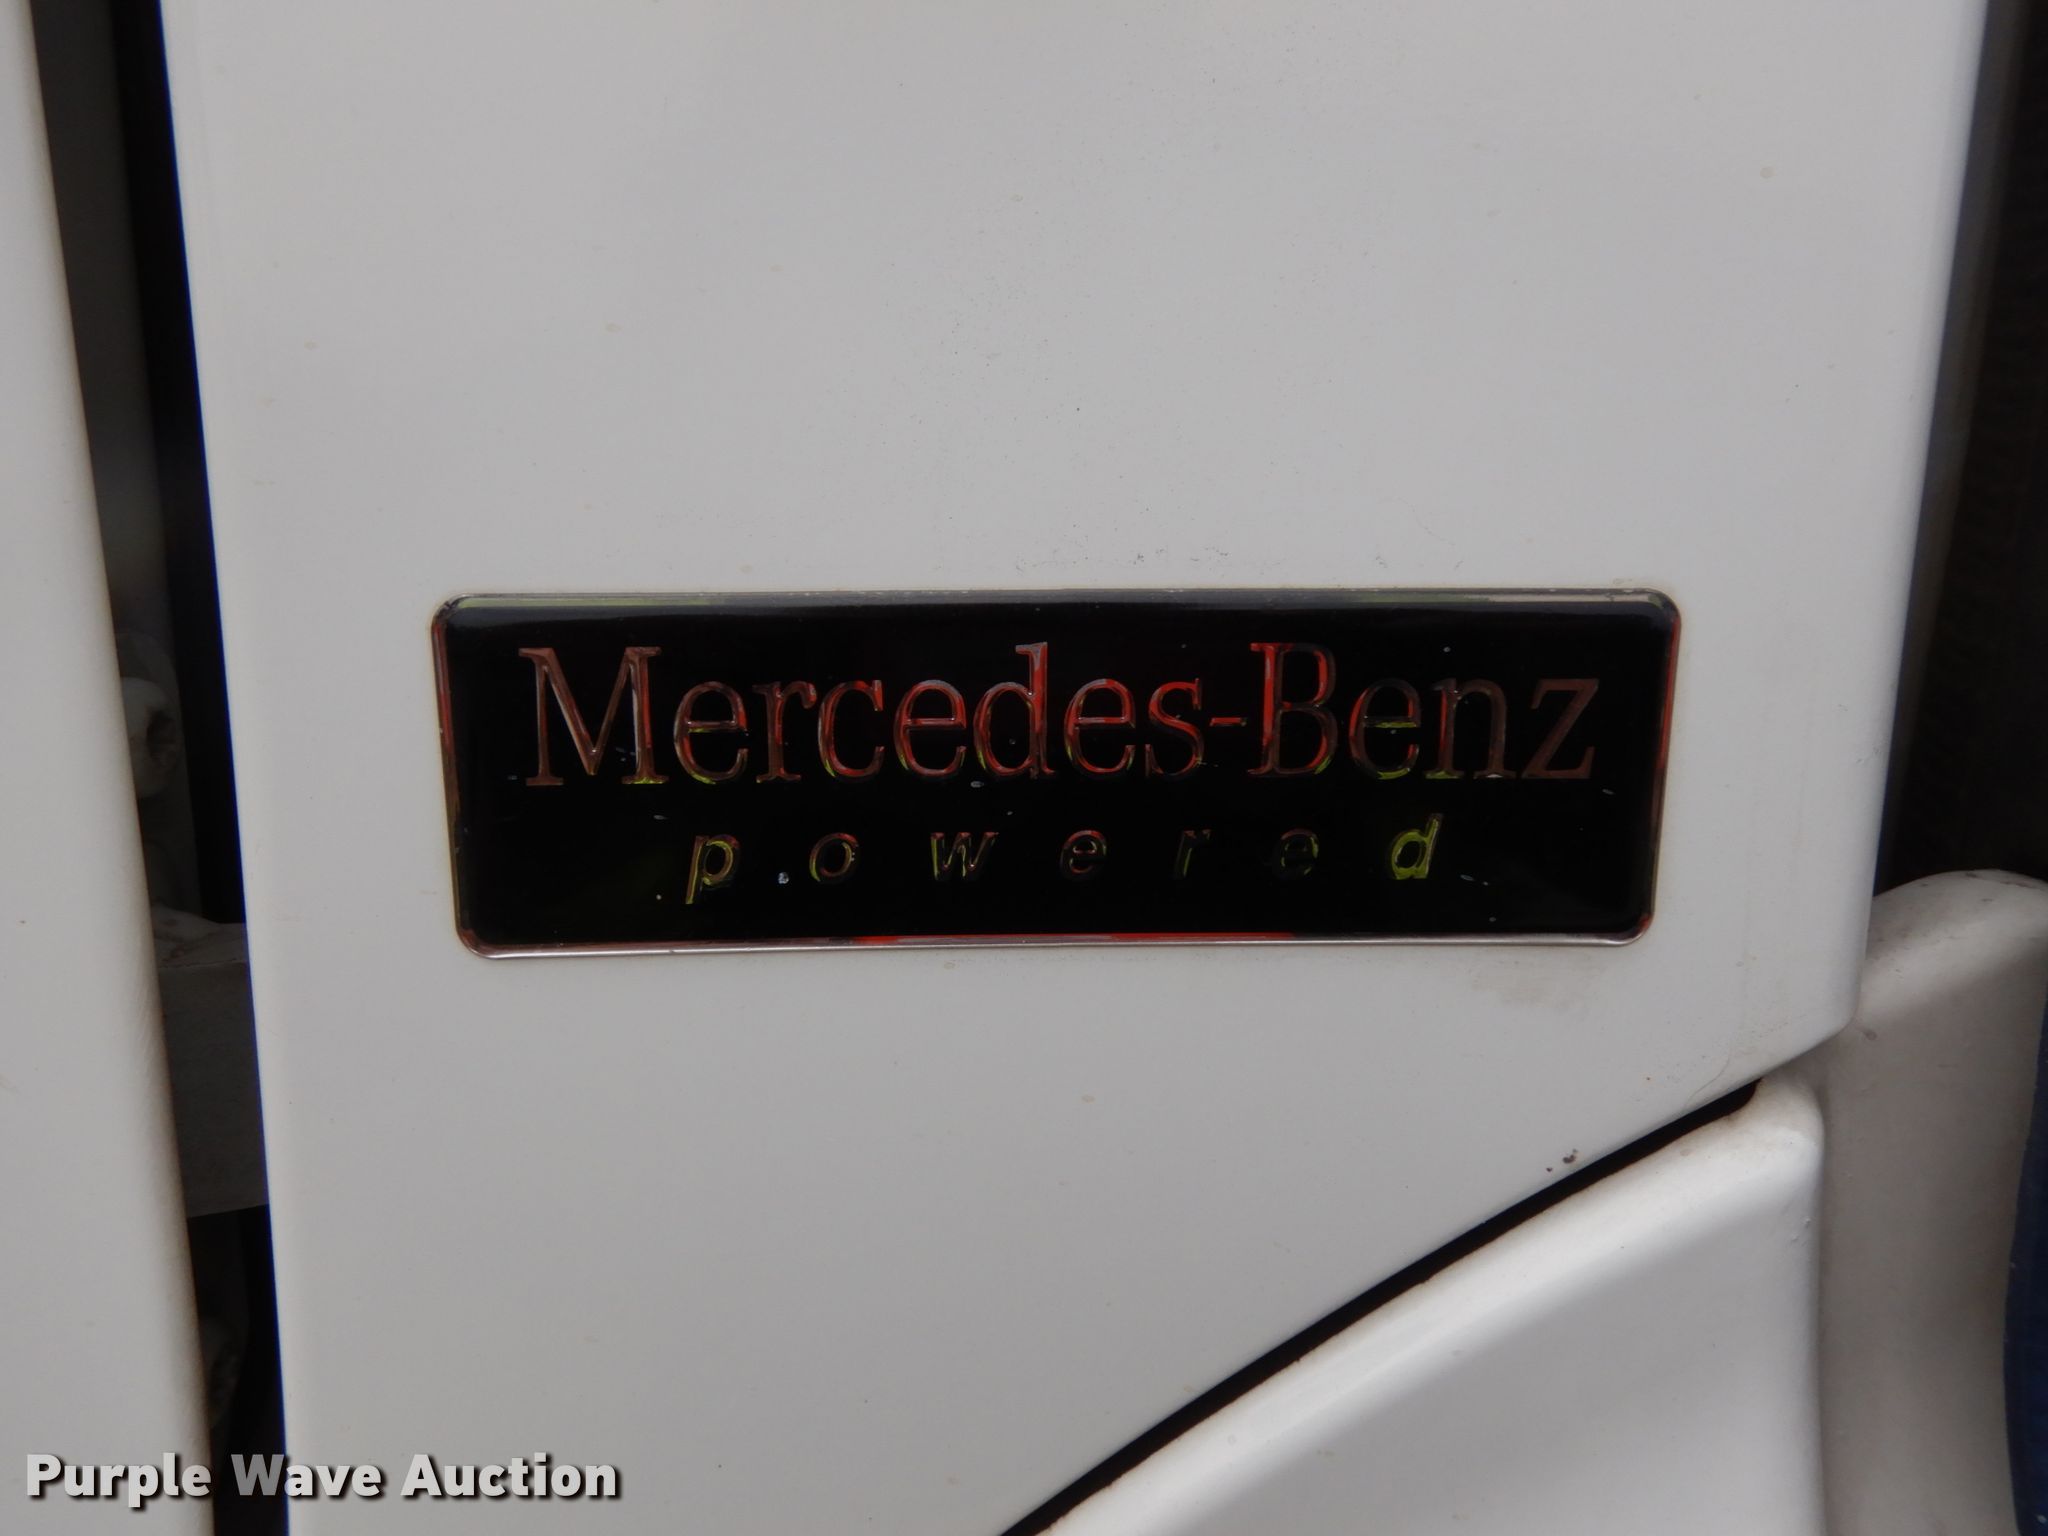 Mercedes-Benz
powered
Purple Wave Auction